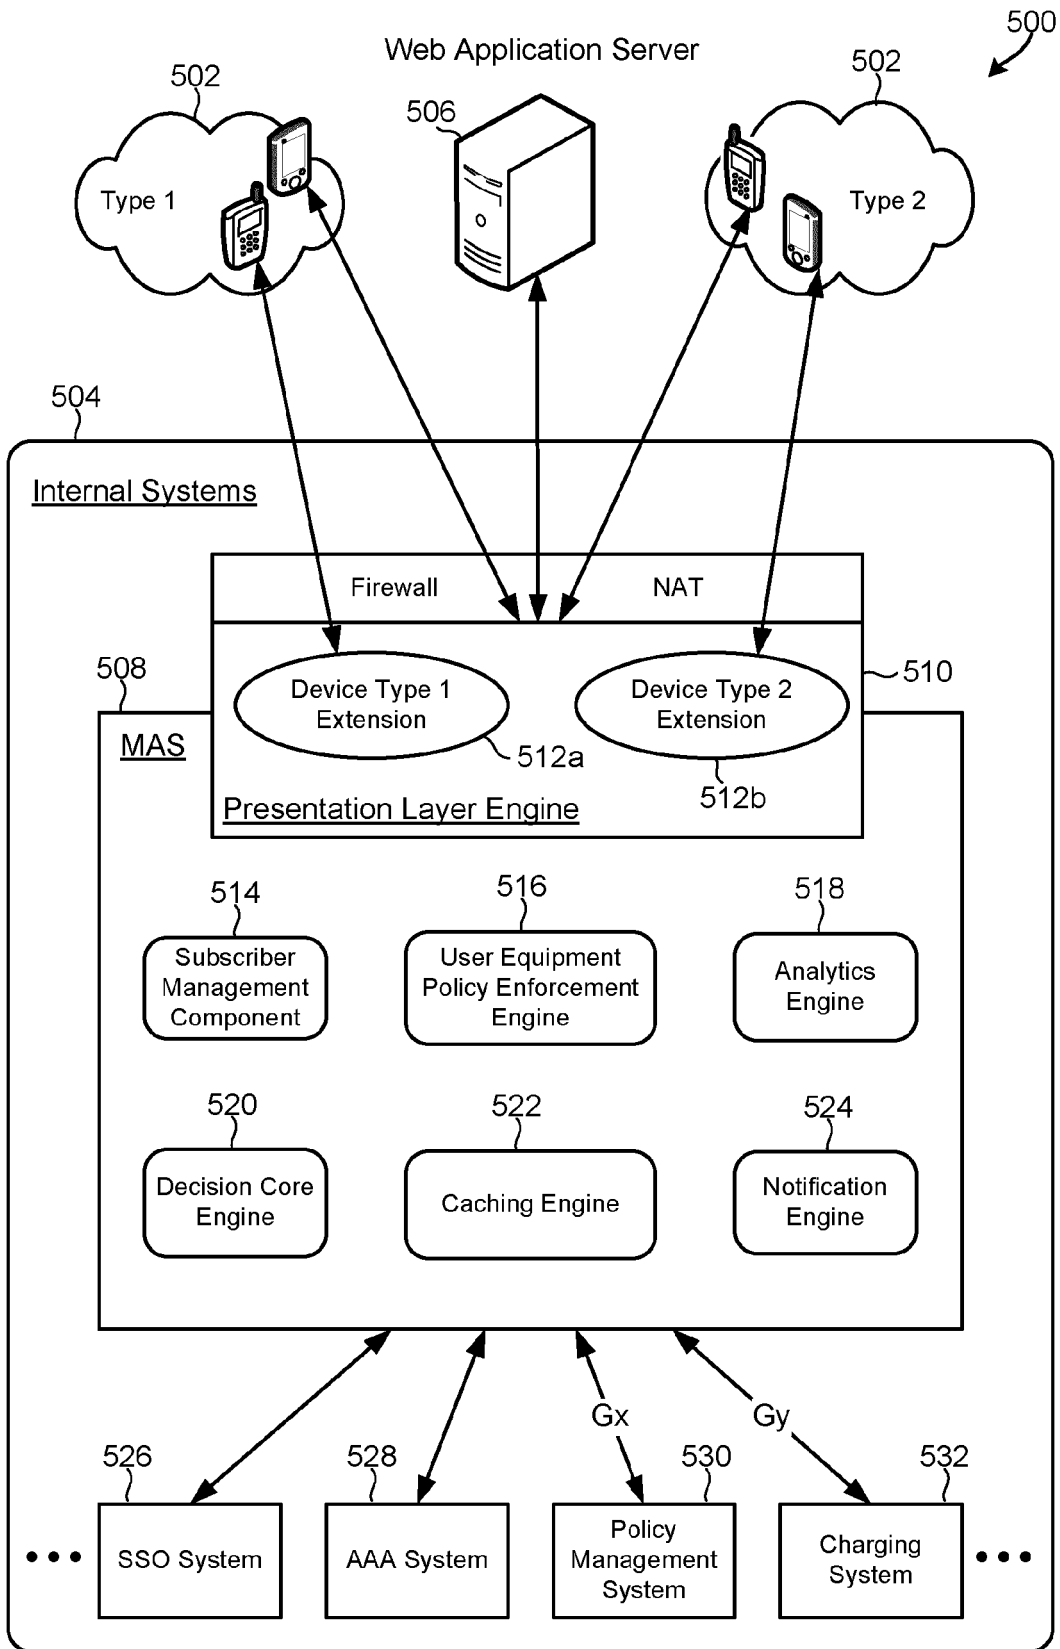 500
Web Application Server
502
506
502
Type 1
Type 2
504
Internal Systems
Firewall
NAT
508
510
Device Type 1
Extension
Device Type 2
Extension
MAS
512a
512b
Presentation Layer Engine
514
516
518
Subscriber
Management
Component
User Equipment
Policy Enforcement
Engine
Analytics
Engine
520
522
524
Decision Core
Engine
Caching Engine
Notification
Engine
Gx
Gy
526
528
530
532
SSO System
AAA System
Policy
Management
System
Charging
System